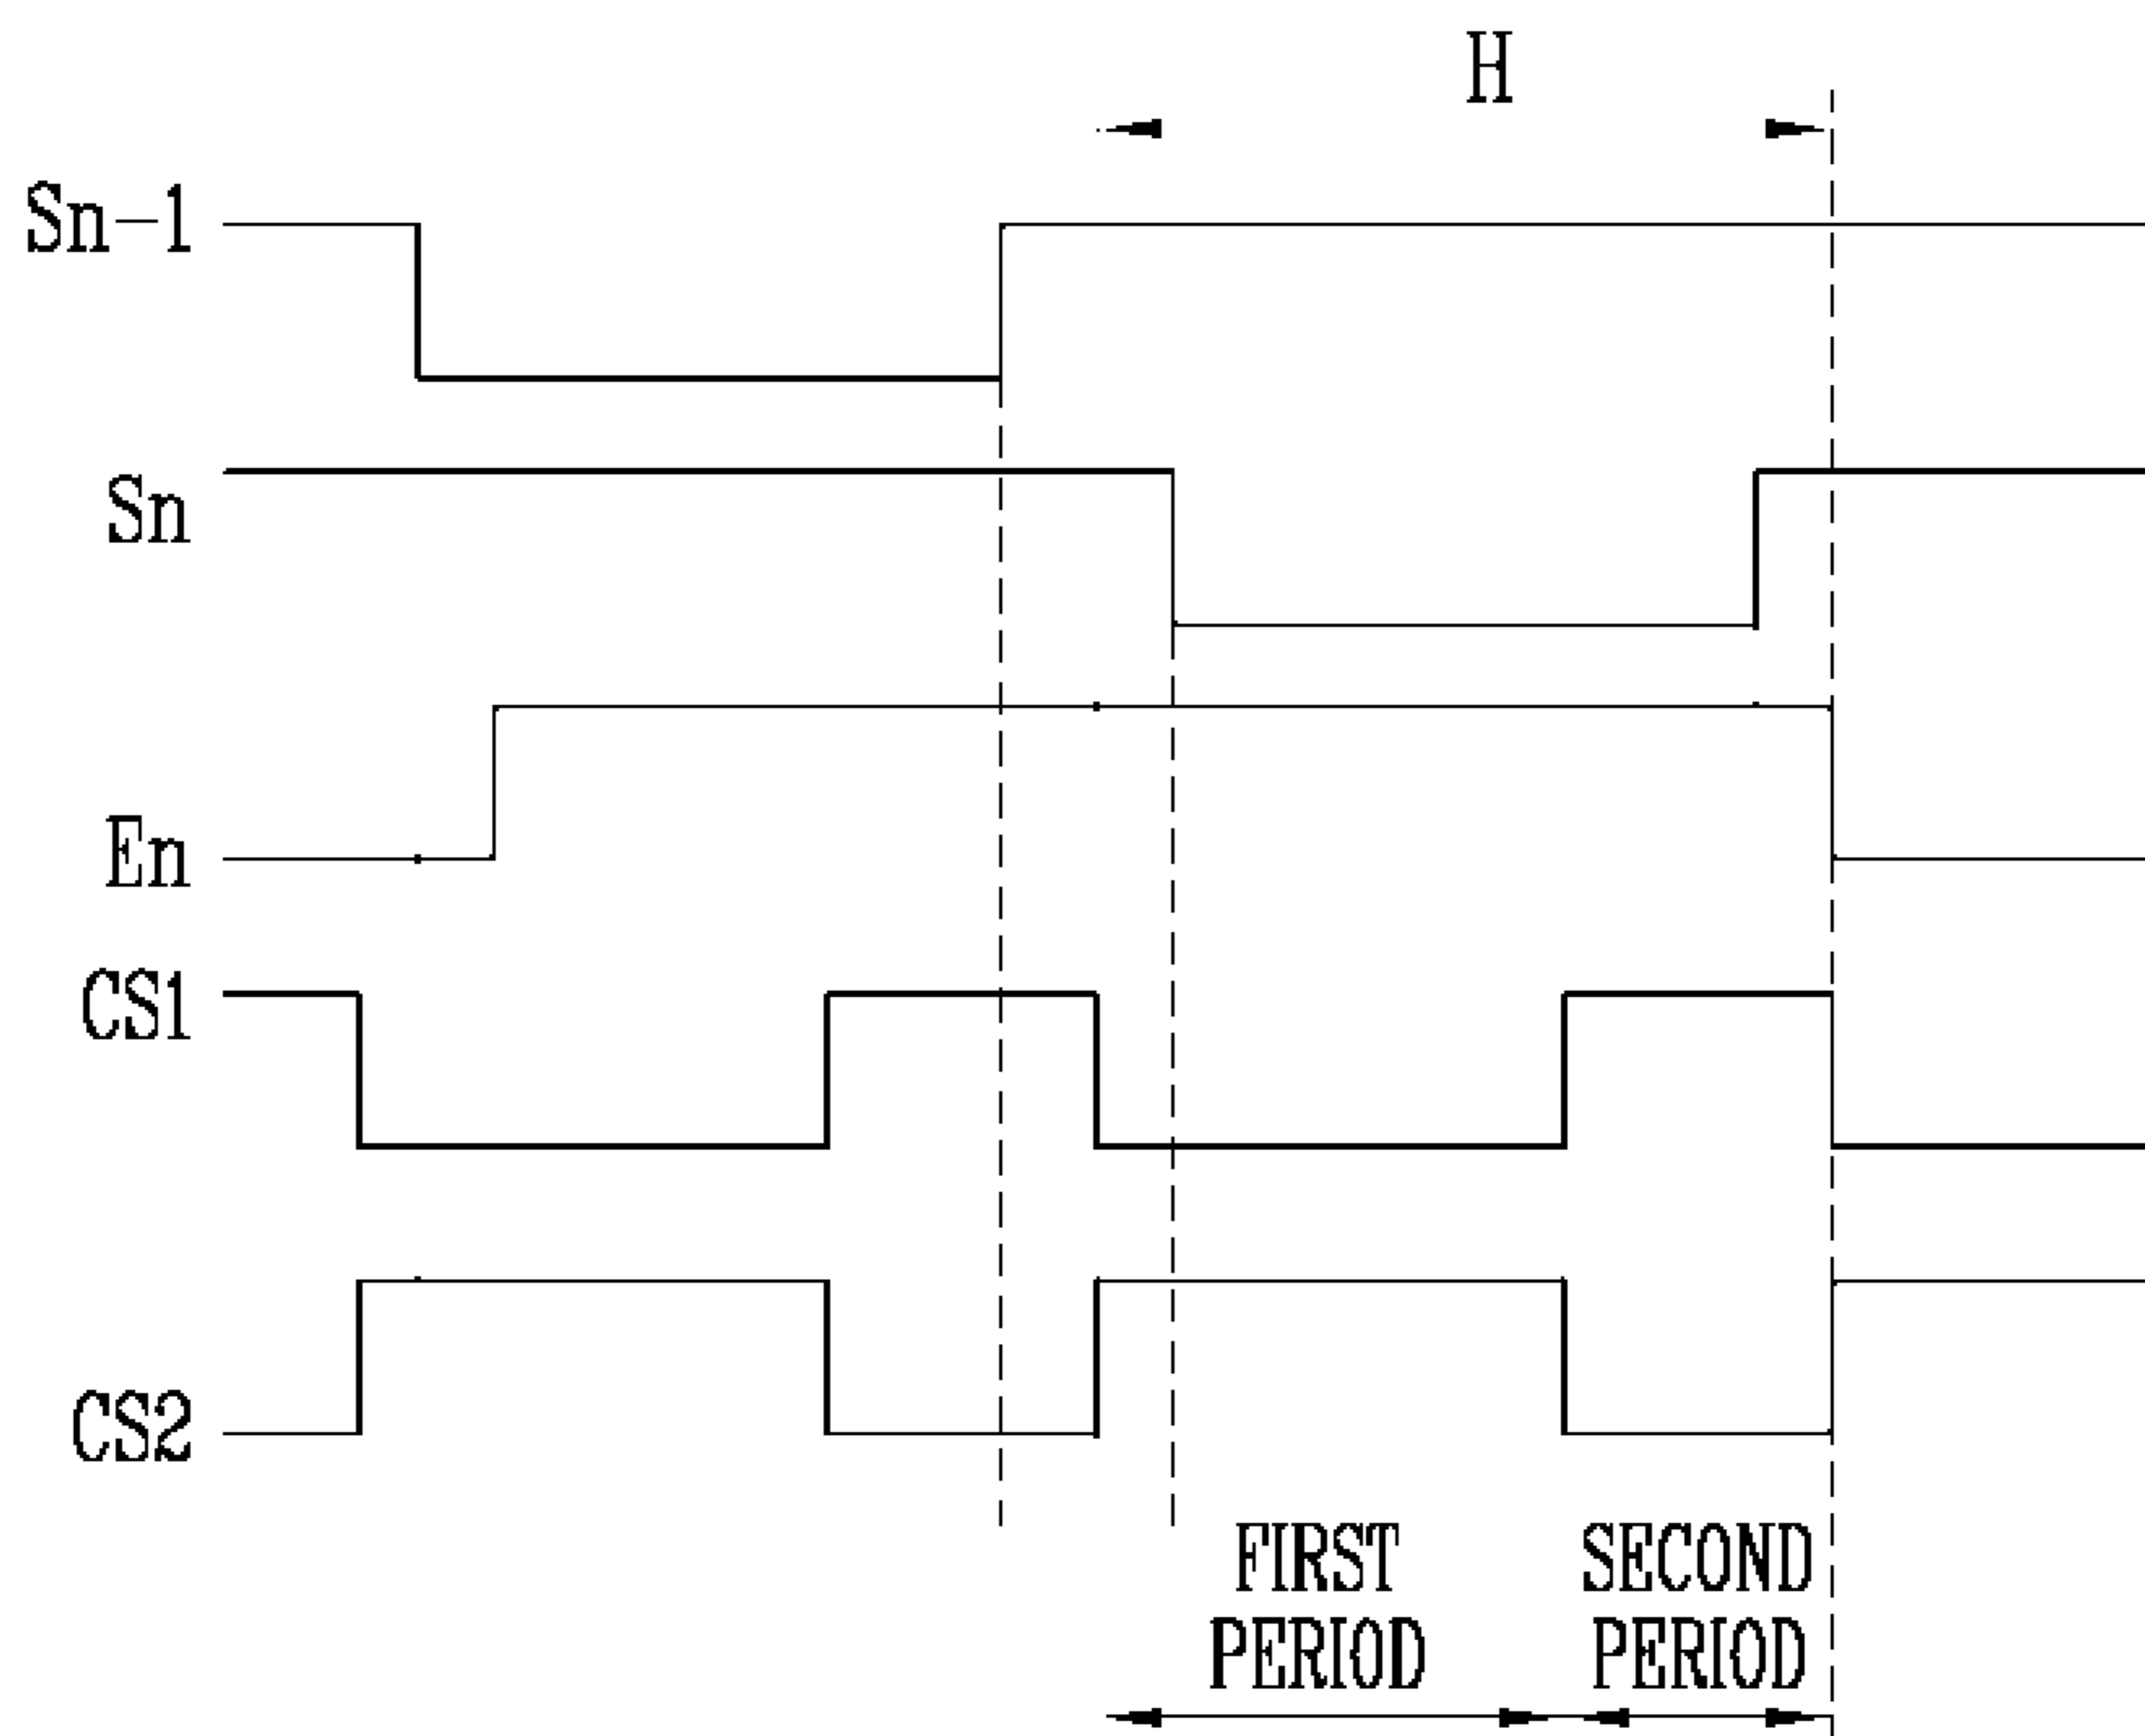 H
Sn-1
Sn
En
CS1
CS2
FIRST
PERIOD
SECOND
PERIOD